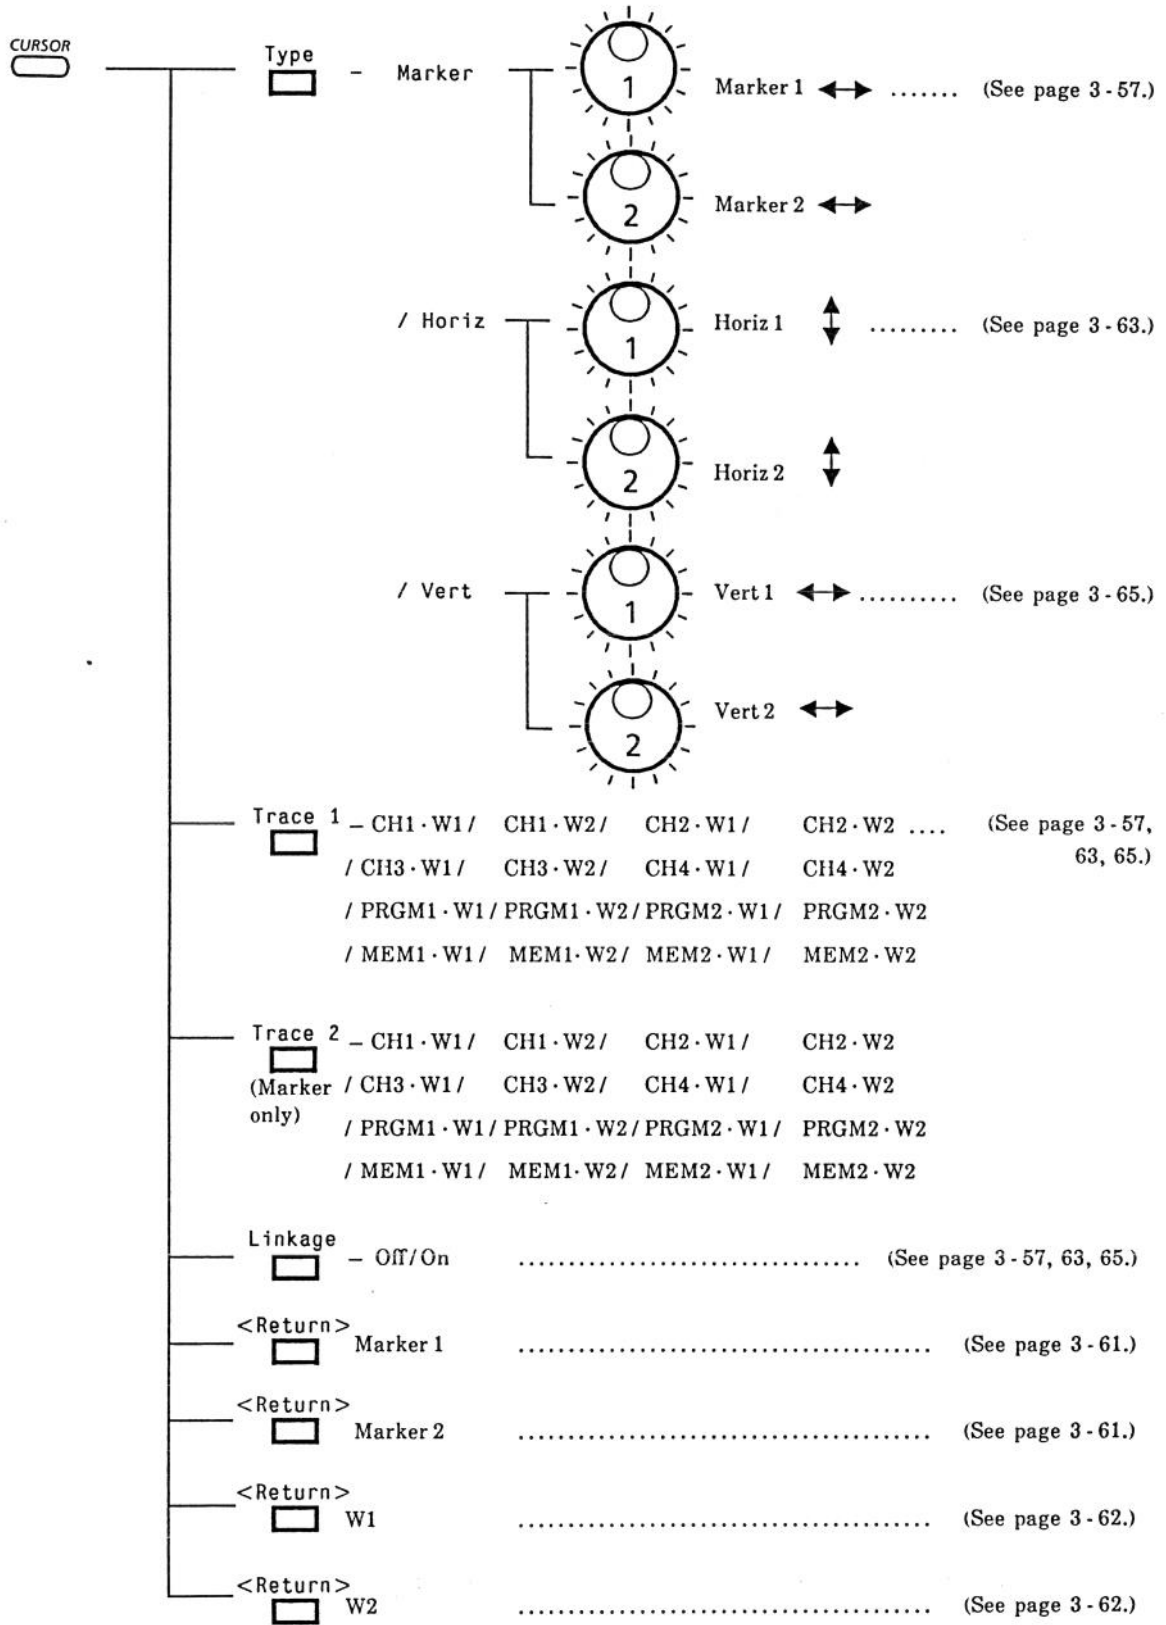 CURSOR
Type
- Marker
1
Marker 1 ....... (See page 3 - 57.)
2
Marker 2
/ Horiz
1
Horiz 1 ......... (See page 3 - 63.)
2
Horiz 2
/ Vert
1
Vert 1 .......... (See page 3 - 65.)
2
Vert 2
Trace 1 – CH1 · W1 / CH1 · W2 / CH2 · W1 / CH2 · W2 .... (See page 3 - 57,
63, 65.)
/ CH3 · W1 / CH3 · W2 / CH4 · W1 / CH4 · W2
/ PRGM1 · W1 / PRGM1 · W2 / PRGM2 · W1 / PRGM2 · W2
/ MEM1 · W1 / MEM1 · W2 / MEM2 · W1 / MEM2 · W2
Trace 2 – CH1 · W1 / CH1 · W2 / CH2 · W1 / CH2 · W2
(Marker / CH3 · W1 / CH3 · W2 / CH4 · W1 / CH4 · W2
only)
/ PRGM1 · W1 / PRGM1 · W2 / PRGM2 · W1 / PRGM2 · W2
/ MEM1 · W1 / MEM1 · W2 / MEM2 · W1 / MEM2 · W2
Linkage
– Off / On .................................. (See page 3 - 57, 63, 65.)
<Return>
Marker 1 ......................................... (See page 3 - 61.)
<Return>
Marker 2 ......................................... (See page 3 - 61.)
<Return>
W1 ......................................... (See page 3 - 62.)
<Return>
W2 ......................................... (See page 3 - 62.)